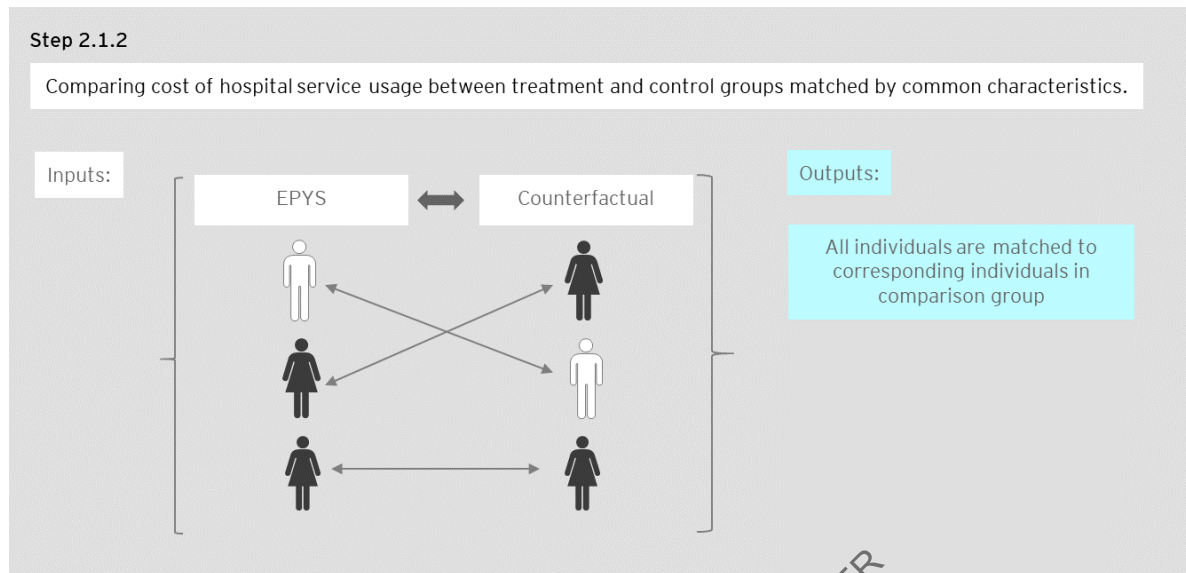 Step 2.1.2
Comparing cost of hospital service usage between treatment and control groups matched by common characteristics.
Inputs:
EPYS
Counterfactual
Outputs:
All individuals are matched to
corresponding individuals in
comparison group